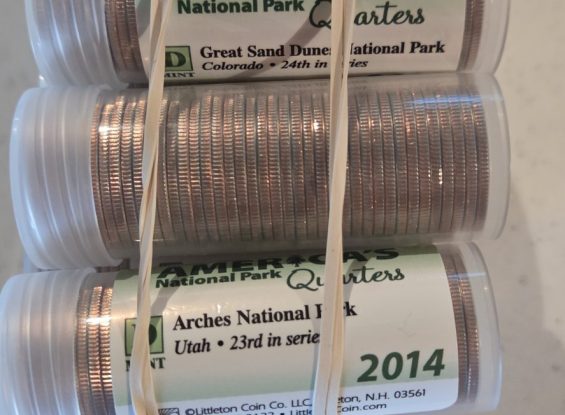 National Park Quarters
D
MINT
Great Sand Dunes National Park
Colorado • 24th in series
AMERICA'S
National Park Quarters
D
MINT
Arches National Park
Utah • 23rd in series
2014
©Littleton Coin Co. LLC, N.H. 03561